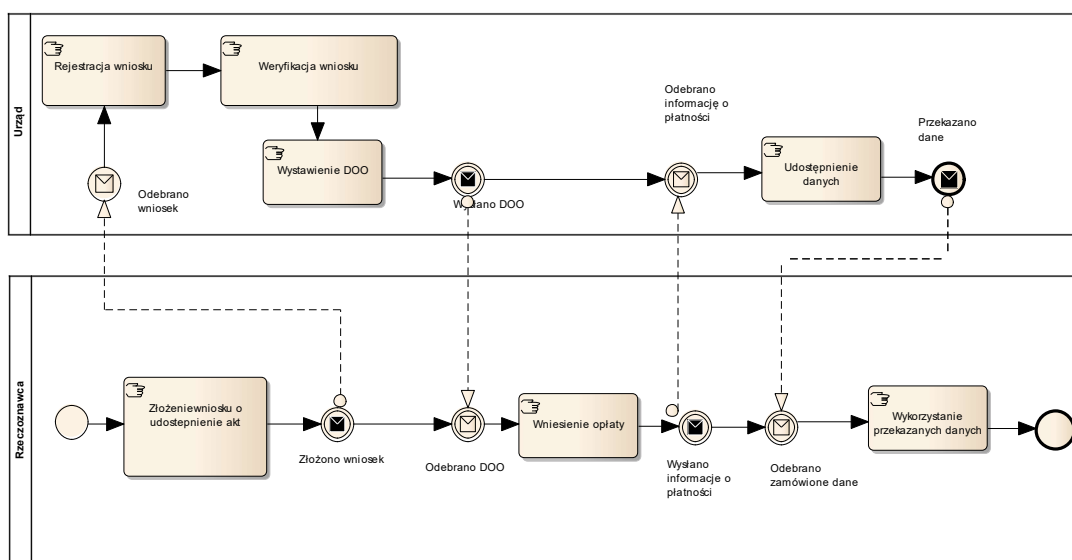 Urząd
Rejestracja wniosku
Weryfikacja wniosku
Odebrano
wniosek
Wystawienie DOO
DOO
Odebrano
informację o
płatności
Udostępnienie
danych
Przekazano
dane
Rzeczoznawca
Złożeniewniosku o
udostepnienie akt
Złożono wniosek
Odebrano DOO
Wniesienie opłaty
Wysłano
informacje o
płatności
Odebrano
zamówione dane
Wykorzystanie
przekazanych danych